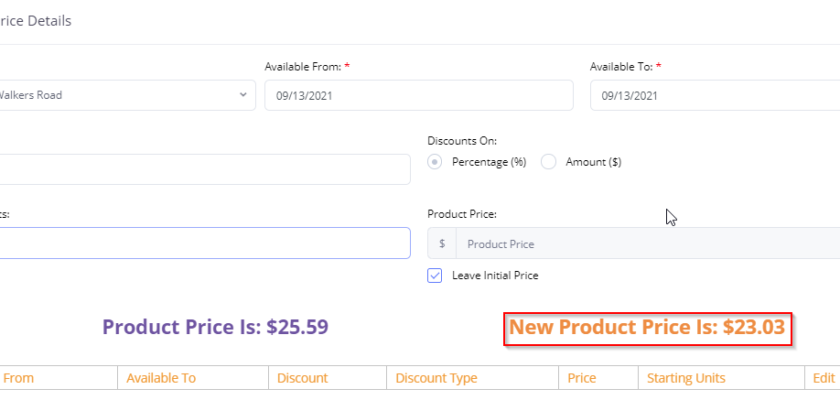 rice Details
Available From: *
Available To: *
Walkers Road
09/13/2021
09/13/2021
Discounts On:
Percentage (%)
Amount ($)
ts:
Product Price:
$ Product Price
Leave Initial Price
Product Price Is: $25.59
New Product Price Is: $23.03
From Available To Discount Discount Type Price Starting Units Edit